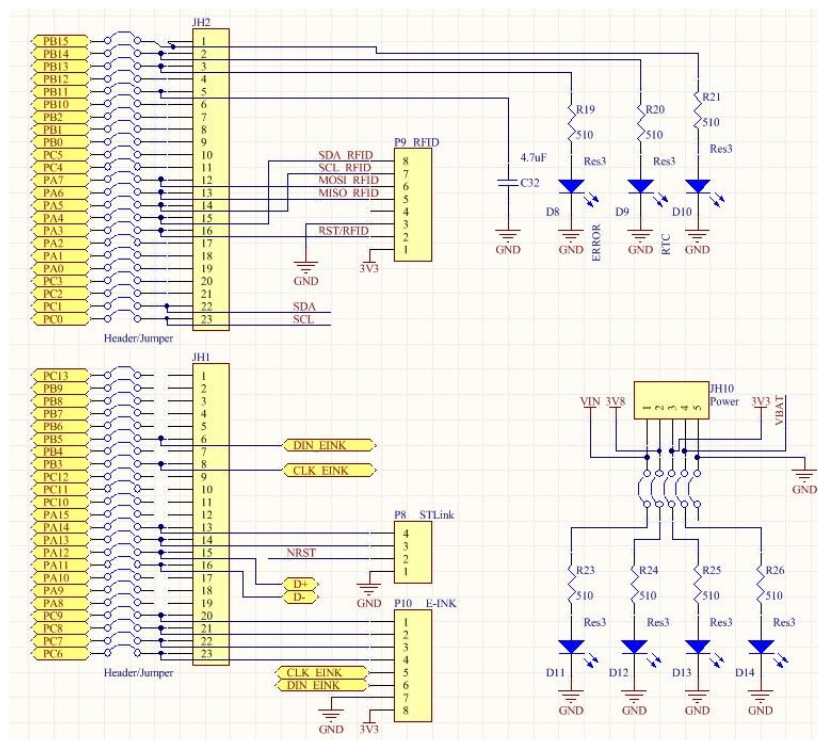 JH2
PB15 1
PB14 2
PB13 3
PB12 4
PB11 5
PB10 6
PB2 7
PB1 8
PB0 9
PC5 10
PC4 11
PA7 12
PA6 13
PA5 14
PA4 15
PA3 16
PA2 17
PA1 18
PA0 19
PC3 20
PC2 21
PC1 22
PC0 23
Header/Jumper
SDA
SCL
P9 RFID
SDA RFID 8
SCL RFID 7
MOSI RFID 6
MISO RFID 5
4
3
RST/RFID 2
1
GND
3V3
4.7uF
C32
GND
R19
510
Res3
D8
GND
ERROR
R20
510
Res3
D9
GND
RTC
R21
510
Res3
D10
GND
JH1
PC13 1
PB9 2
PB8 3
PB7 4
PB6 5
PB5 6
PB4 7
PB3 8
PC12 9
PC11 10
PC10 11
PA15 12
PA14 13
PA13 14
PA12 15
PA11 16
PA10 17
PA9 18
PA8 19
PC9 20
PC8 21
PC7 22
PC6 23
Header/Jumper
DIN EINK
CLK EINK
P8 STLink
4
3
NRST 2
1
GND
D+
D-
P10 E-INK
1
2
3
4
CLK EINK 5
DIN EINK 6
7
8
GND
3V3
JH10
Power
1 2 3 4 5
VIN 3V8
3V3
VBAT
GND
R23
510
Res3
D11
GND
R24
510
Res3
D12
GND
R25
510
Res3
D13
GND
R26
510
Res3
D14
GND